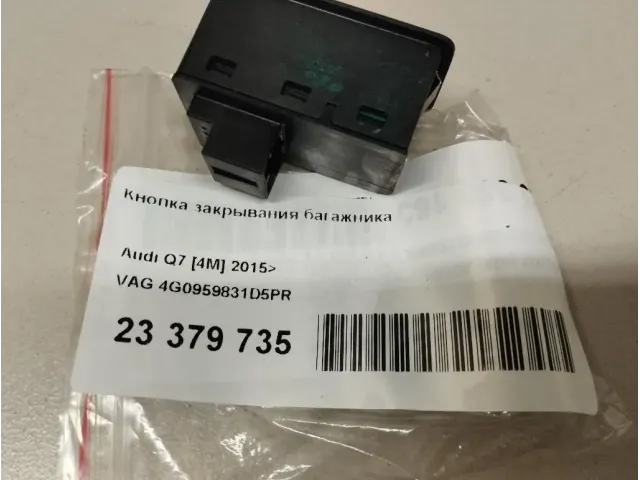 Кнопка закрывания багажника
Audi Q7 [4M] 2015>
VAG 4G0959831D5PR
23 379 735